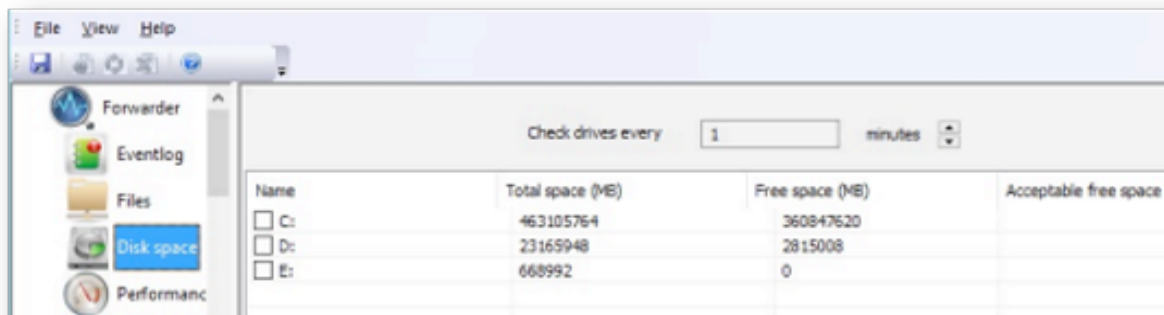 File View Help
Forwarder
Eventlog
Files
Disk space
Performanc
Check drives every 1 minutes
Name Total space (MB) Free space (MB) Acceptable free space
C: 463105764 360847620
D: 23165948 2815008
E: 668992 0